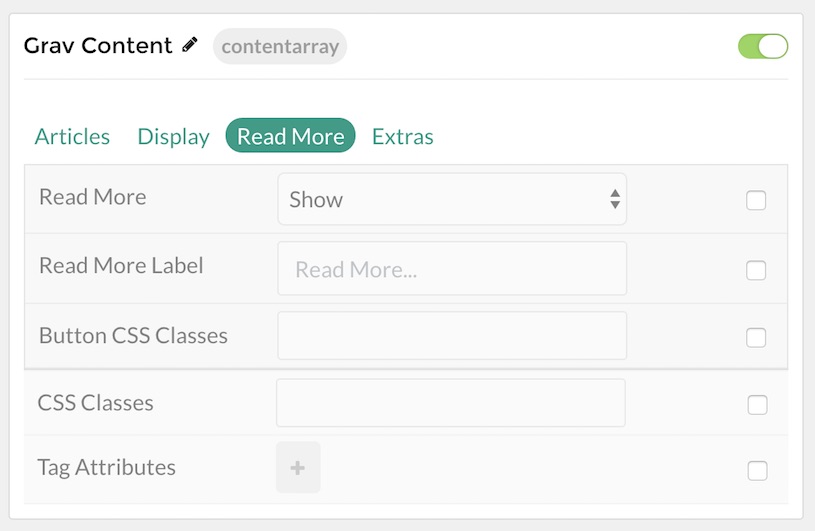 Grav Content contentarray
Articles Display Read More Extras
Read More Show
Read More Label Read More...
Button CSS Classes
CSS Classes
Tag Attributes +